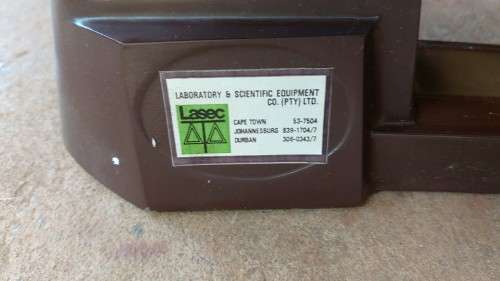 LABORATORY & SCIENTIFIC EQUIPMENT
CO. (PTY) LTD.
Lasec
CAPE TOWN 53-7504
JOHANNESBURG 839-1704/7
DURBAN 306-0343/7